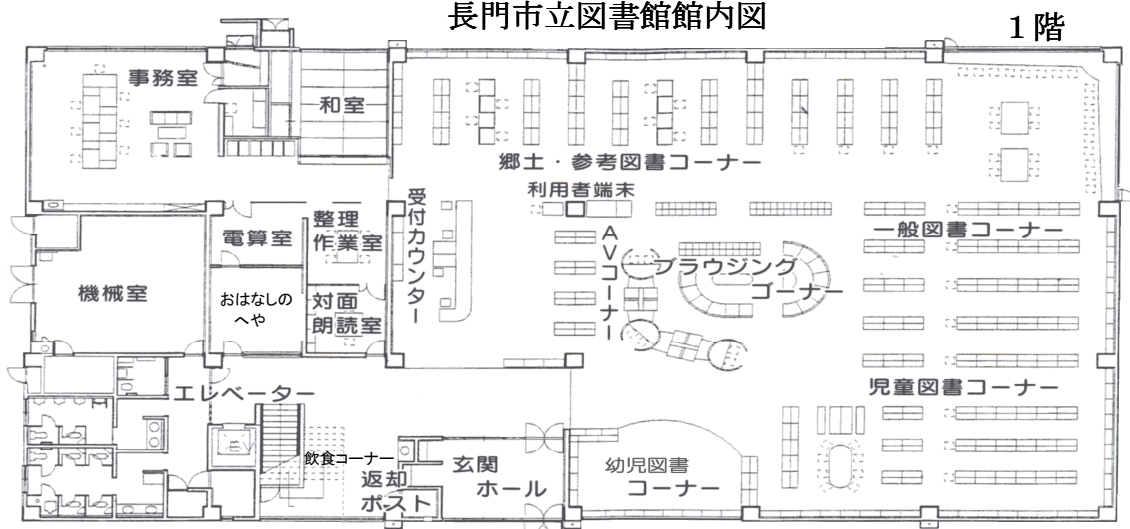 長門市立図書館館内図
1階
事務室
和室
郷土・参考図書コーナー
利用者端末
受付カウンター
整理
作業室
電算室
AVコーナー
一般図書コーナー
ブラウジング
コーナー
機械室
おはなしの
へや
対面
朗読室
エレベーター
EV
児童図書コーナー
飲食コーナー
返却
ポスト
玄関
ホール
幼児図書
コーナー